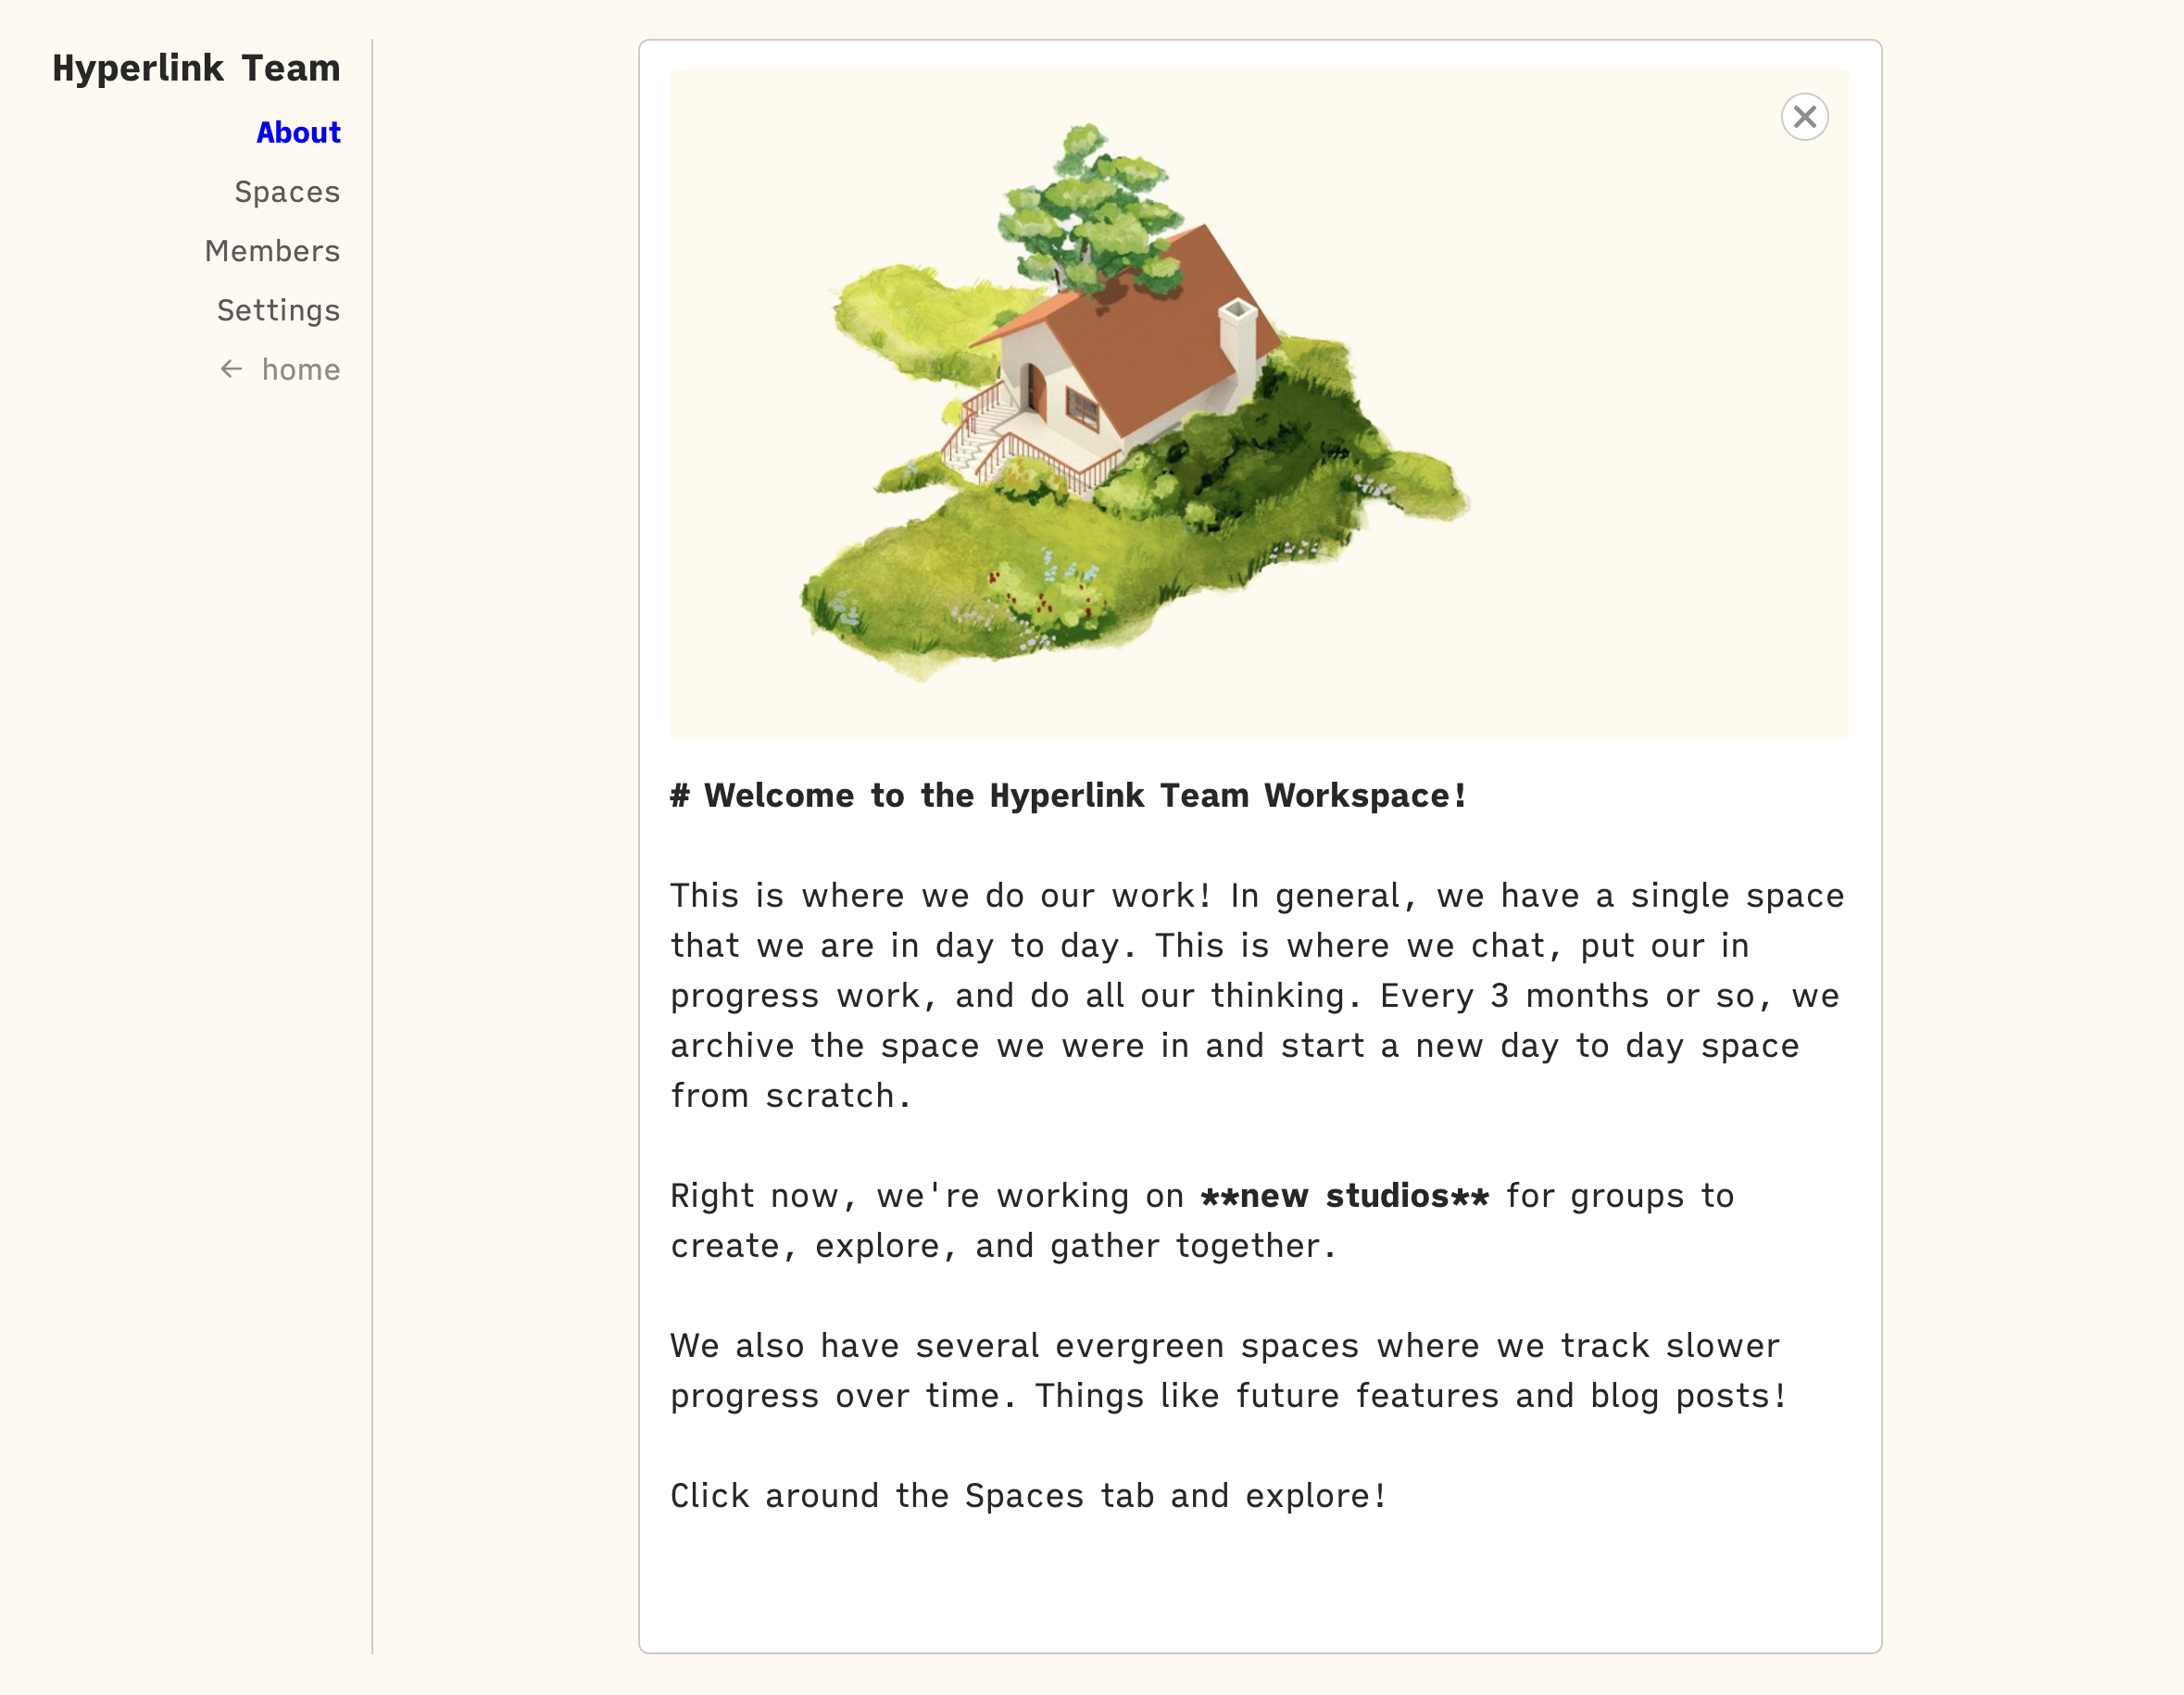 Hyperlink Team
About
Spaces
Members
Settings
← home
# Welcome to the Hyperlink Team Workspace!
This is where we do our work! In general, we have a single space
that we are in day to day. This is where we chat, put our in
progress work, and do all our thinking. Every 3 months or so, we
archive the space we were in and start a new day to day space
from scratch.
Right now, we're working on **new studios** for groups to
create, explore, and gather together.
We also have several evergreen spaces where we track slower
progress over time. Things like future features and blog posts!
Click around the Spaces tab and explore!